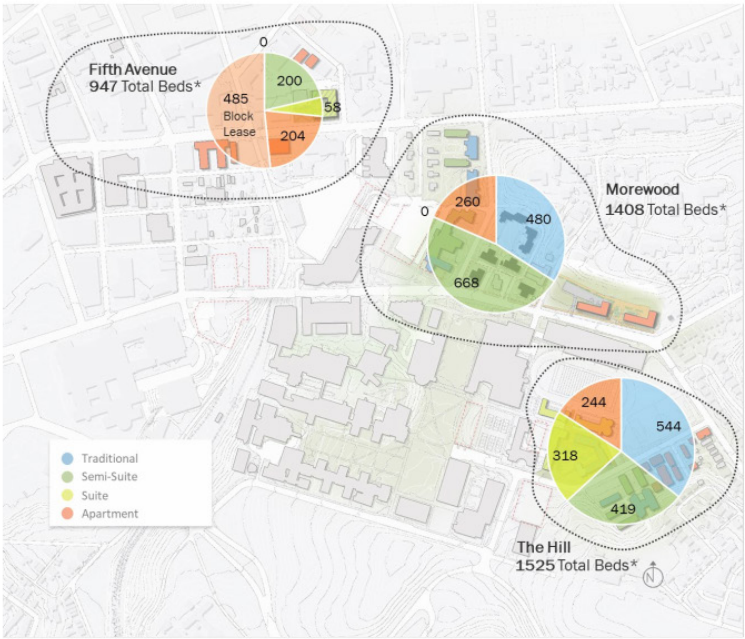 Fifth Avenue
947 Total Beds*
0
200
58
204
485
Block
Lease
Morewood
1408 Total Beds*
0
260
480
668
244
544
318
419
The Hill
1525 Total Beds*
N
Traditional
Semi-Suite
Suite
Apartment